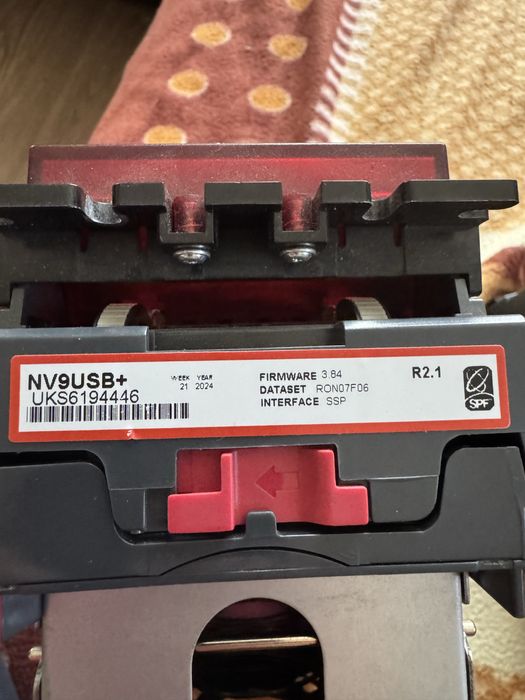 NV9USB+
UKS6194446
WEEK YEAR
21 2024
FIRMWARE 3.84
DATASET RON07F06
INTERFACE SSP
R2.1
SPF